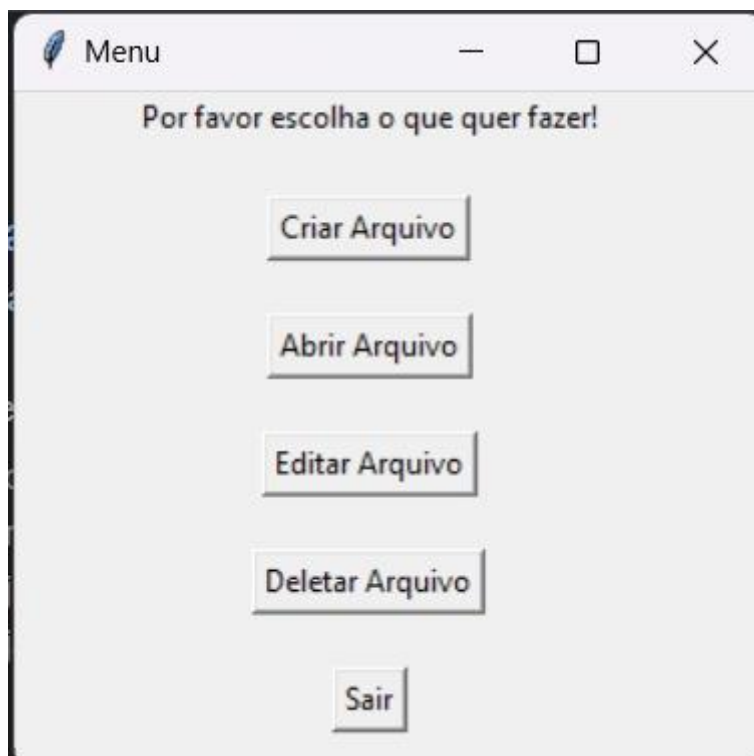 Menu
Por favor escolha o que quer fazer!
Criar Arquivo
Abrir Arquivo
Editar Arquivo
Deletar Arquivo
Sair